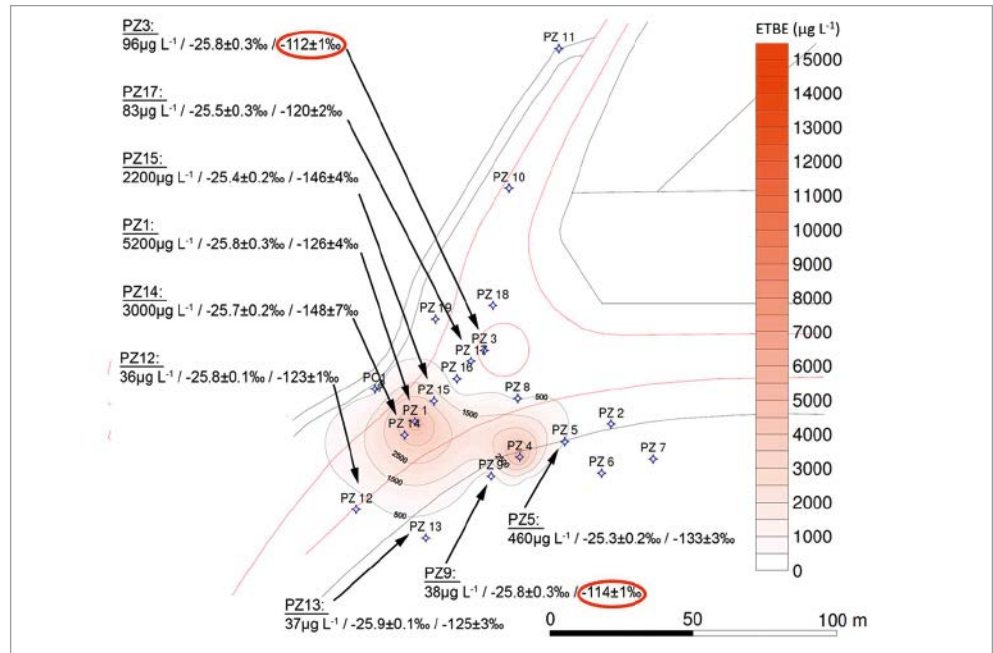 PZ3:
96µg L⁻¹ / -25.8±0.3‰ / -112±1‰
PZ17:
83µg L⁻¹ / -25.5±0.3‰ / -120±2‰
PZ15:
2200µg L⁻¹ / -25.4±0.2‰ / -146±4‰
PZ1:
5200µg L⁻¹ / -25.8±0.3‰ / -126±4‰
PZ14:
3000µg L⁻¹ / -25.7±0.2‰ / -148±7‰
PZ12:
36µg L⁻¹ / -25.8±0.1‰ / -123±1‰
PZ 11
PZ 10
PZ 18
PZ 19
PZ 3
PZ 16
PZ 15
PZ 8
500
1500
PZ 1
PZ 14
PZ 2
PZ 5
PZ 4
PZ 9
PZ 7
PZ 6
2500
1500
PZ 12
500
PZ 13
PZ5:
460µg L⁻¹ / -25.3±0.2‰ / -133±3‰
PZ9:
38µg L⁻¹ / -25.8±0.3‰ / -114±1‰
PZ13:
37µg L⁻¹ / -25.9±0.1‰ / -125±3‰
ETBE (µg L⁻¹)
15000
14000
13000
12000
11000
10000
9000
8000
7000
6000
5000
4000
3000
2000
1000
0
0 50 100 m